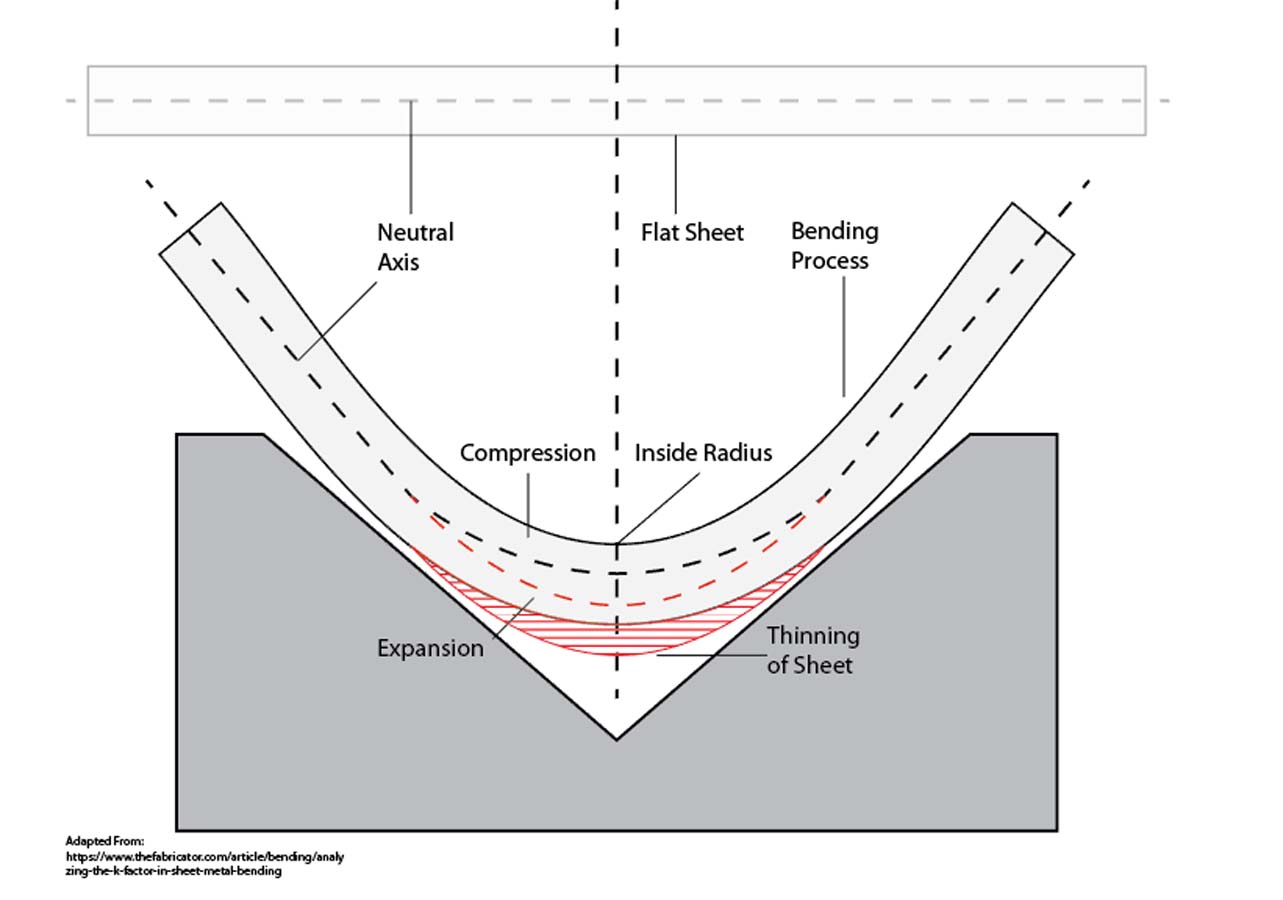 Neutral
Axis
Flat Sheet
Bending
Process
Compression
Inside Radius
Expansion
Thinning
of Sheet
Adapted From:
https://www.thefabricator.com/article/bending/analy
zing-the-k-factor-in-sheet-metal-bending